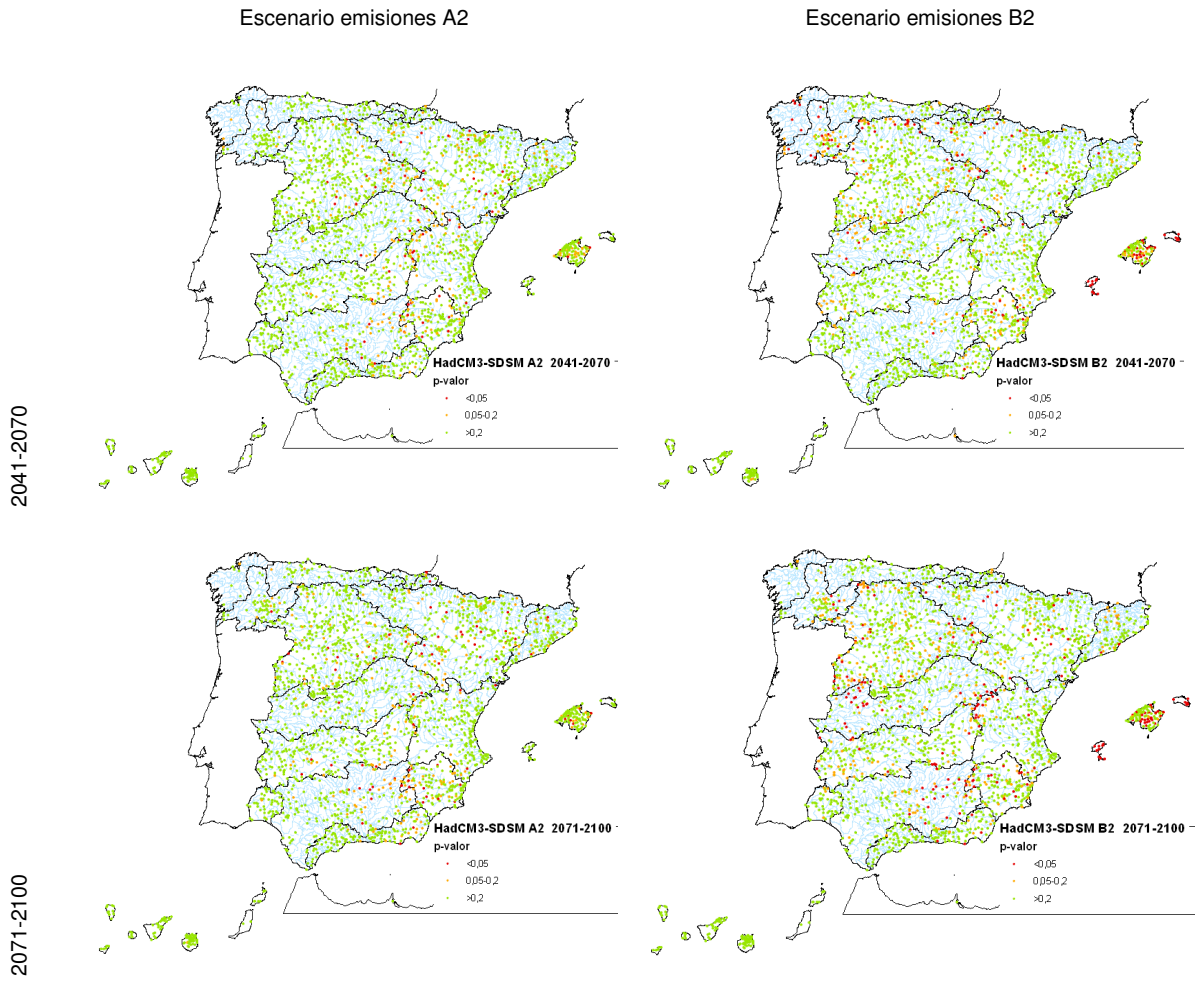 Escenario emisiones A2
Escenario emisiones B2
2041-2070
HadCM3-SDSM A2 2041-2070
p-valor
<0,05
0,05-0,2
>0,2
HadCM3-SDSM B2 2041-2070
p-valor
<0,05
0,05-0,2
>0,2
2071-2100
HadCM3-SDSM A2 2071-2100
p-valor
<0,05
0,05-0,2
>0,2
HadCM3-SDSM B2 2071-2100
p-valor
<0,05
0,05-0,2
>0,2